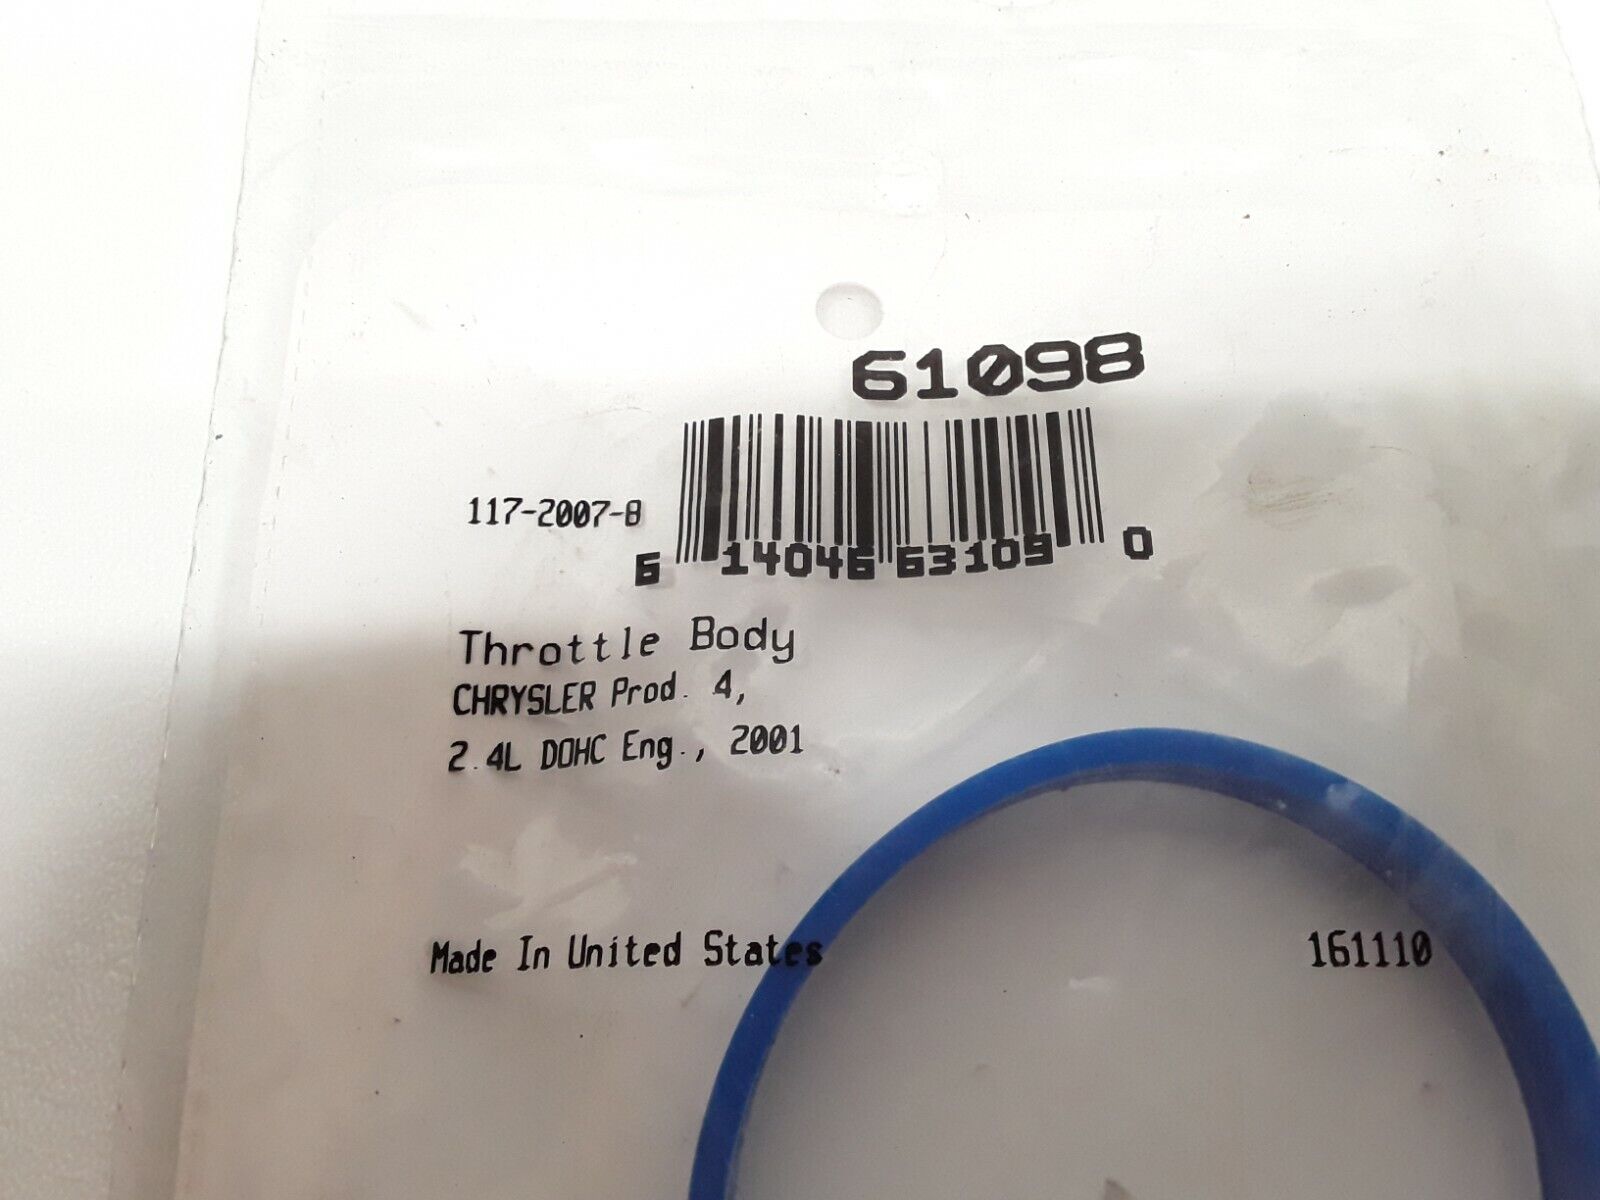 61098
117-2007-8
6 14046 63109 0
Throttle Body
CHRYSLER Prod. 4,
2.4L DOHC Eng., 2001
Made In United States 161110